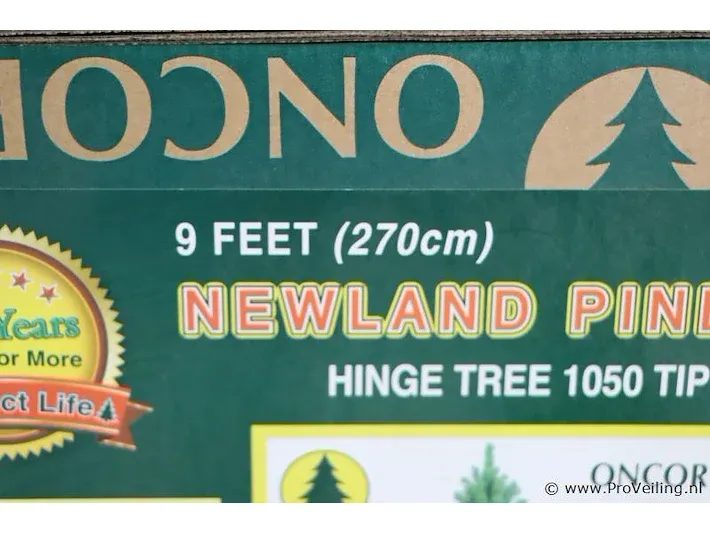 ONCO
9 FEET (270cm)
NEWLAND PIN
HINGE TREE 1050 TIP
Years
or More
ct Life
ONCOR
© www.ProVeiling.nl